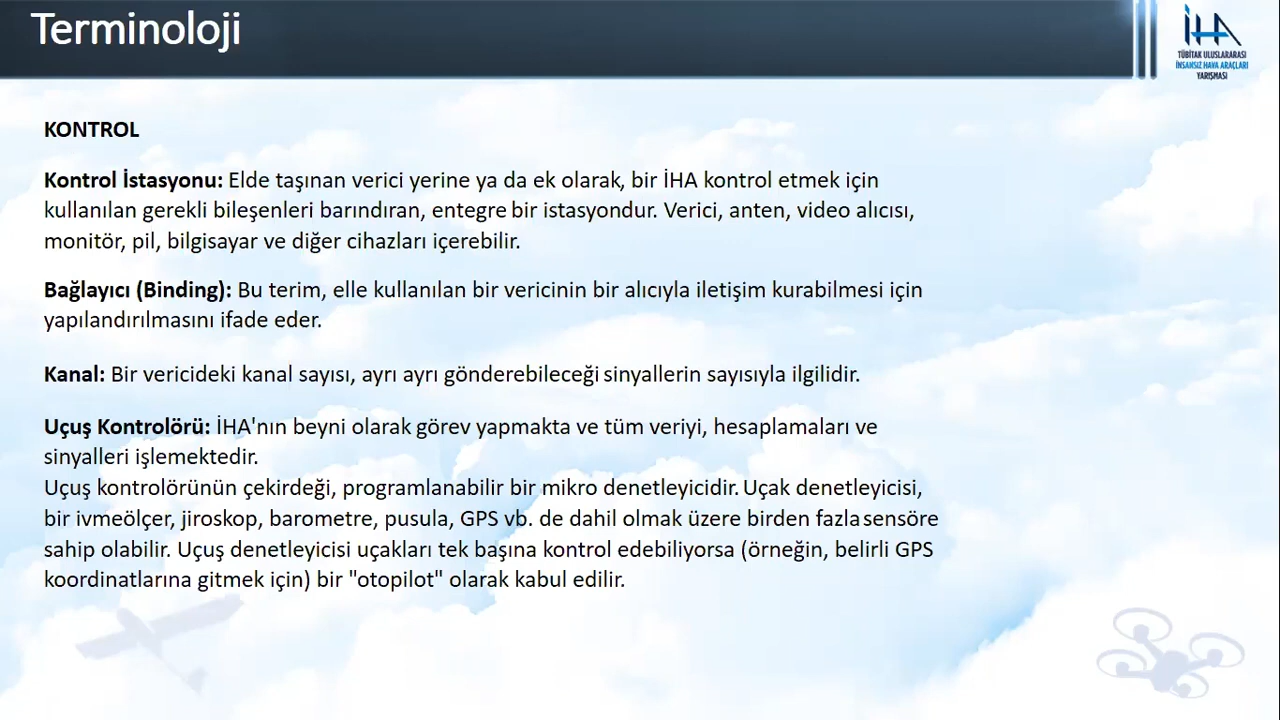 Terminoloji
İHA
TÜBİTAK ULUSLARARASI
İNSANSIZ HAVA ARAÇLARI
YARIŞMASI
KONTROL
Kontrol İstasyonu: Elde taşınan verici yerine ya da ek olarak, bir İHA kontrol etmek için
kullanılan gerekli bileşenleri barındıran, entegre bir istasyondur. Verici, anten, video alıcısı,
monitör, pil, bilgisayar ve diğer cihazları içerebilir.
Bağlayıcı (Binding): Bu terim, elle kullanılan bir vericinin bir alıcıyla iletişim kurabilmesi için
yapılandırılmasını ifade eder.
Kanal: Bir vericideki kanal sayısı, ayrı ayrı gönderebileceği sinyallerin sayısıyla ilgilidir.
Uçuş Kontrolörü: İHA'nın beyni olarak görev yapmakta ve tüm veriyi, hesaplamaları ve
sinyalleri işlemektedir.
Uçuş kontrolörünün çekirdeği, programlanabilir bir mikro denetleyicidir. Uçak denetleyicisi,
bir ivmeölçer, jiroskop, barometre, pusula, GPS vb. de dahil olmak üzere birden fazla sensöre
sahip olabilir. Uçuş denetleyicisi uçakları tek başına kontrol edebiliyorsa (örneğin, belirli GPS
koordinatlarına gitmek için) bir "otopilot" olarak kabul edilir.